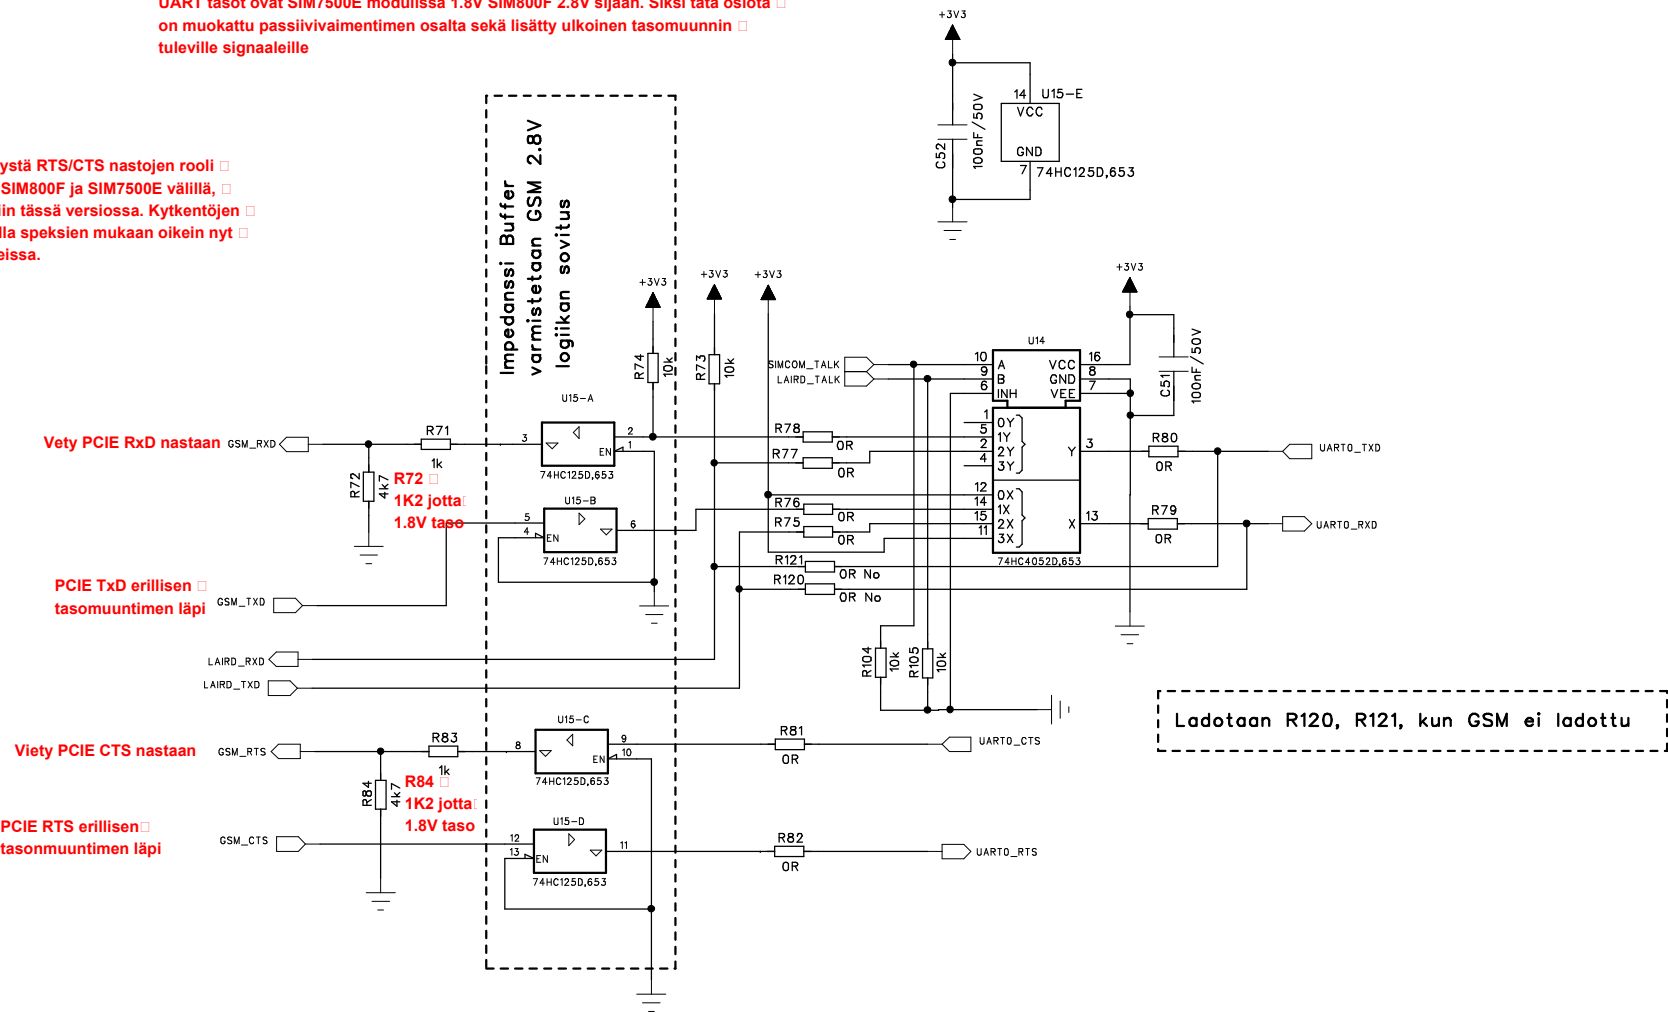 UART tasot ovat SIM7500E modulissa 1.8V SIM800F 2.8V sijaan. Siksi tätä osiota
on muokattu passiivivaimentimen osalta sekä lisätty ulkoinen tasomuunnin
tuleville signaaleille
+3V3
14
U15-E
VCC
GND
7
74HC125D,653
C52
100nF/50V
ystä RTS/CTS nastojen rooli
SIM800F ja SIM7500E välillä,
iin tässä versiossa. Kytkentöjen
lla speksien mukaan oikein nyt
eissa.
Impedanssi Buffer
varmistetaan GSM 2.8V
logiikan sovitus
+3V3
+3V3
+3V3
+3V3
R74
10k
R73
10k
SIMCOM_TALK
LAIRD_TALK
U14
10
A
VCC
16
9
B
GND
8
6
INH
VEE
7
C51
100nF/50V
1
0Y
5
1Y
2
2Y
4
3Y
Y
3
12
0X
14
1X
15
2X
11
3X
X
13
74HC4052D,653
U15-A
3
2
1
EN
74HC125D,653
Vety PCIE RxD nastaan
GSM_RXD
R71
1k
R72
4k7
R72
1K2 jotta
1.8V taso
U15-B
5
4
EN
6
74HC125D,653
R78
0R
R77
0R
R76
0R
R75
0R
R121
0R No
R120
0R No
R80
0R
UART0_TXD
R79
0R
UART0_RXD
PCIE TxD erillisen
tasomuuntimen läpi
GSM_TXD
LAIRD_RXD
LAIRD_TXD
R104
10k
R105
10k
Ladotaan R120, R121, kun GSM ei ladottu
Viety PCIE CTS nastaan
GSM_RTS
R83
1k
R84
4k7
R84
1K2 jotta
1.8V taso
U15-C
8
9
10
EN
74HC125D,653
R81
0R
UART0_CTS
PCIE RTS erillisen
tasonmuuntimen läpi
GSM_CTS
U15-D
12
13
EN
11
74HC125D,653
R82
0R
UART0_RTS